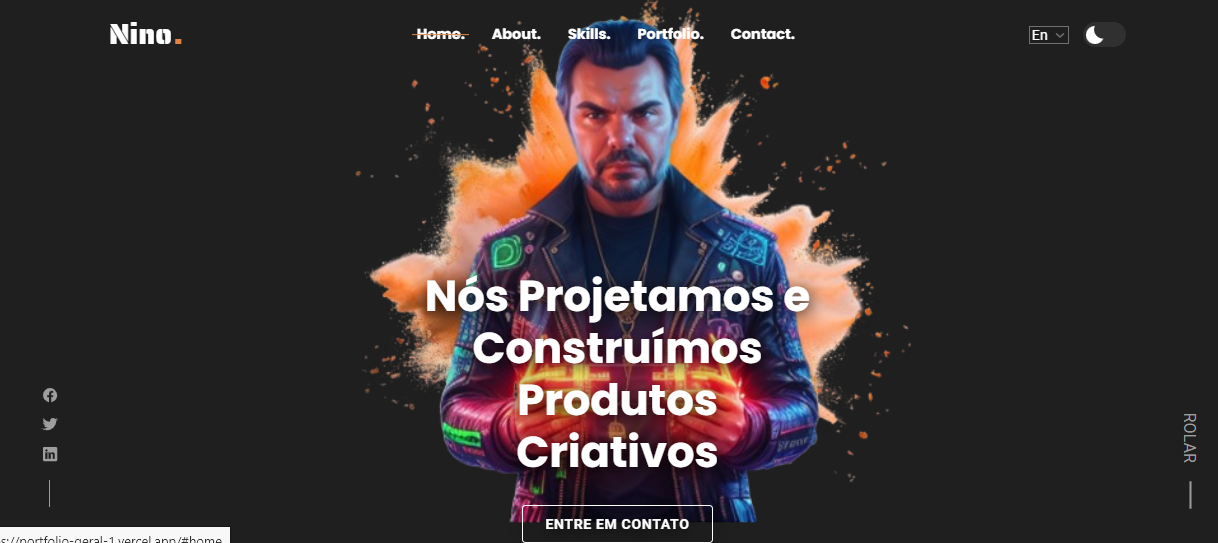 Nino.
Home. About. Skills. Portfolio. Contact.
En
Nós Projetamos e
Construímos
Produtos
Criativos
ROLAR
ENTRE EM CONTATO
s://portfolio-geral-1.vercel.app/#home